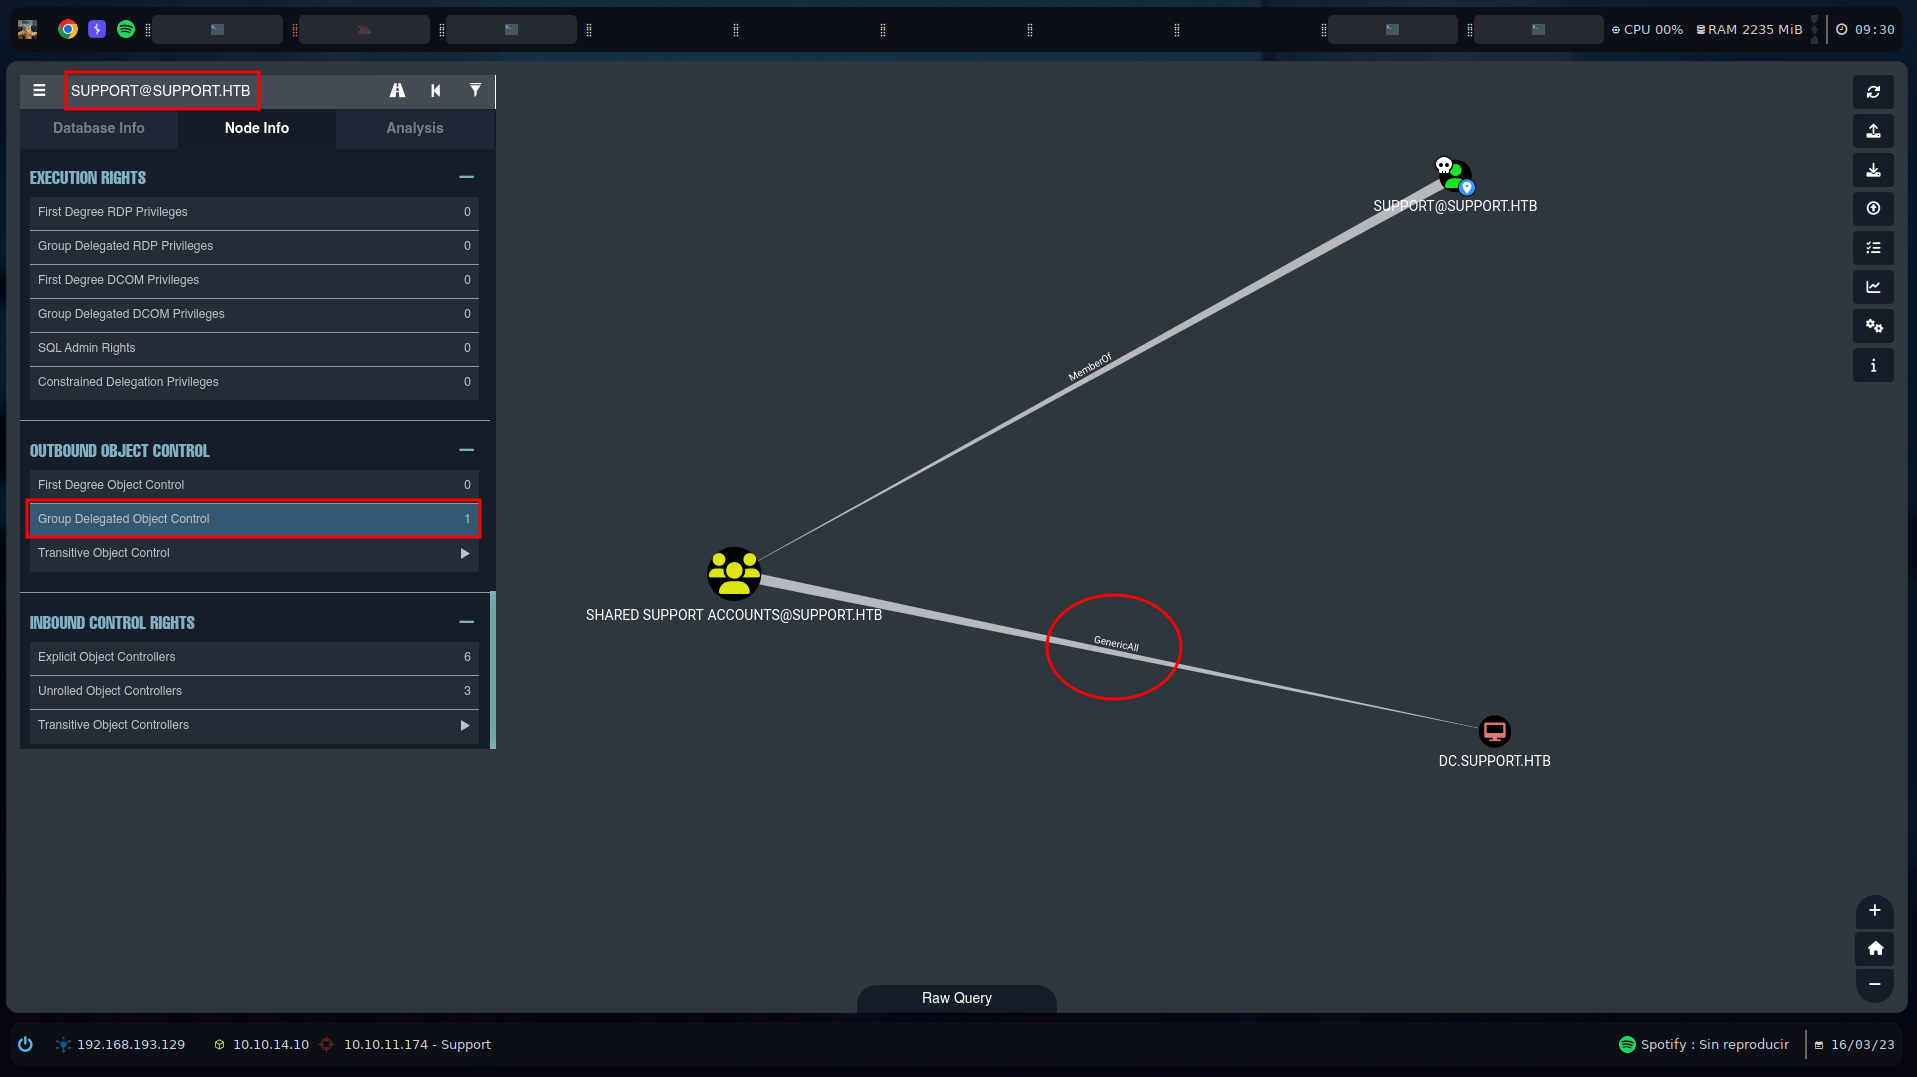 CPU 00%
RAM 2235 MiB
09:30
SUPPORT@SUPPORT.HTB
Database Info
Node Info
Analysis
EXECUTION RIGHTS
First Degree RDP Privileges 0
Group Delegated RDP Privileges 0
First Degree DCOM Privileges 0
Group Delegated DCOM Privileges 0
SQL Admin Rights 0
Constrained Delegation Privileges 0
OUTBOUND OBJECT CONTROL
First Degree Object Control 0
Group Delegated Object Control 1
Transitive Object Control
INBOUND CONTROL RIGHTS
Explicit Object Controllers 6
Unrolled Object Controllers 3
Transitive Object Controllers
SUPPORT@SUPPORT.HTB
MemberOf
SHARED SUPPORT ACCOUNTS@SUPPORT.HTB
GenericAll
DC.SUPPORT.HTB
Raw Query
192.168.193.129
10.10.14.10
10.10.11.174 - Support
Spotify : Sin reproducir
16/03/23